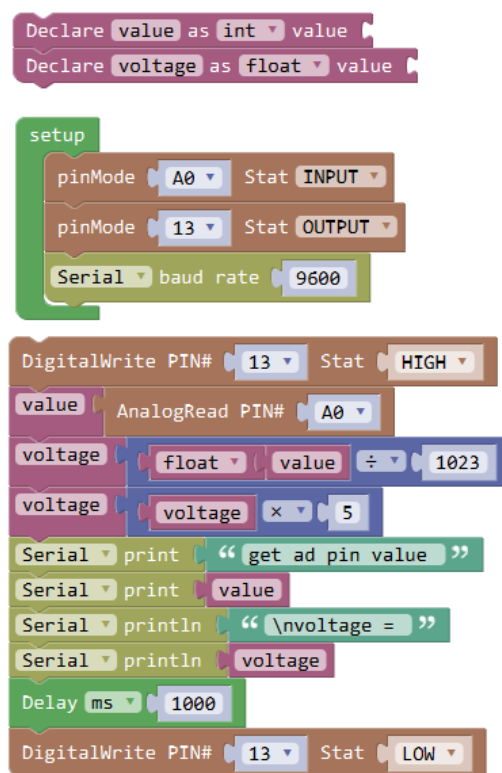 Declare value as int value
Declare voltage as float value
setup
pinMode A0 Stat INPUT
pinMode 13 Stat OUTPUT
Serial baud rate 9600
DigitalWrite PIN# 13 Stat HIGH
value AnalogRead PIN# A0
voltage float value ÷ 1023
voltage voltage × 5
Serial print “ get ad pin value ”
Serial print value
Serial println “ \nvoltage = ”
Serial println voltage
Delay ms 1000
DigitalWrite PIN# 13 Stat LOW